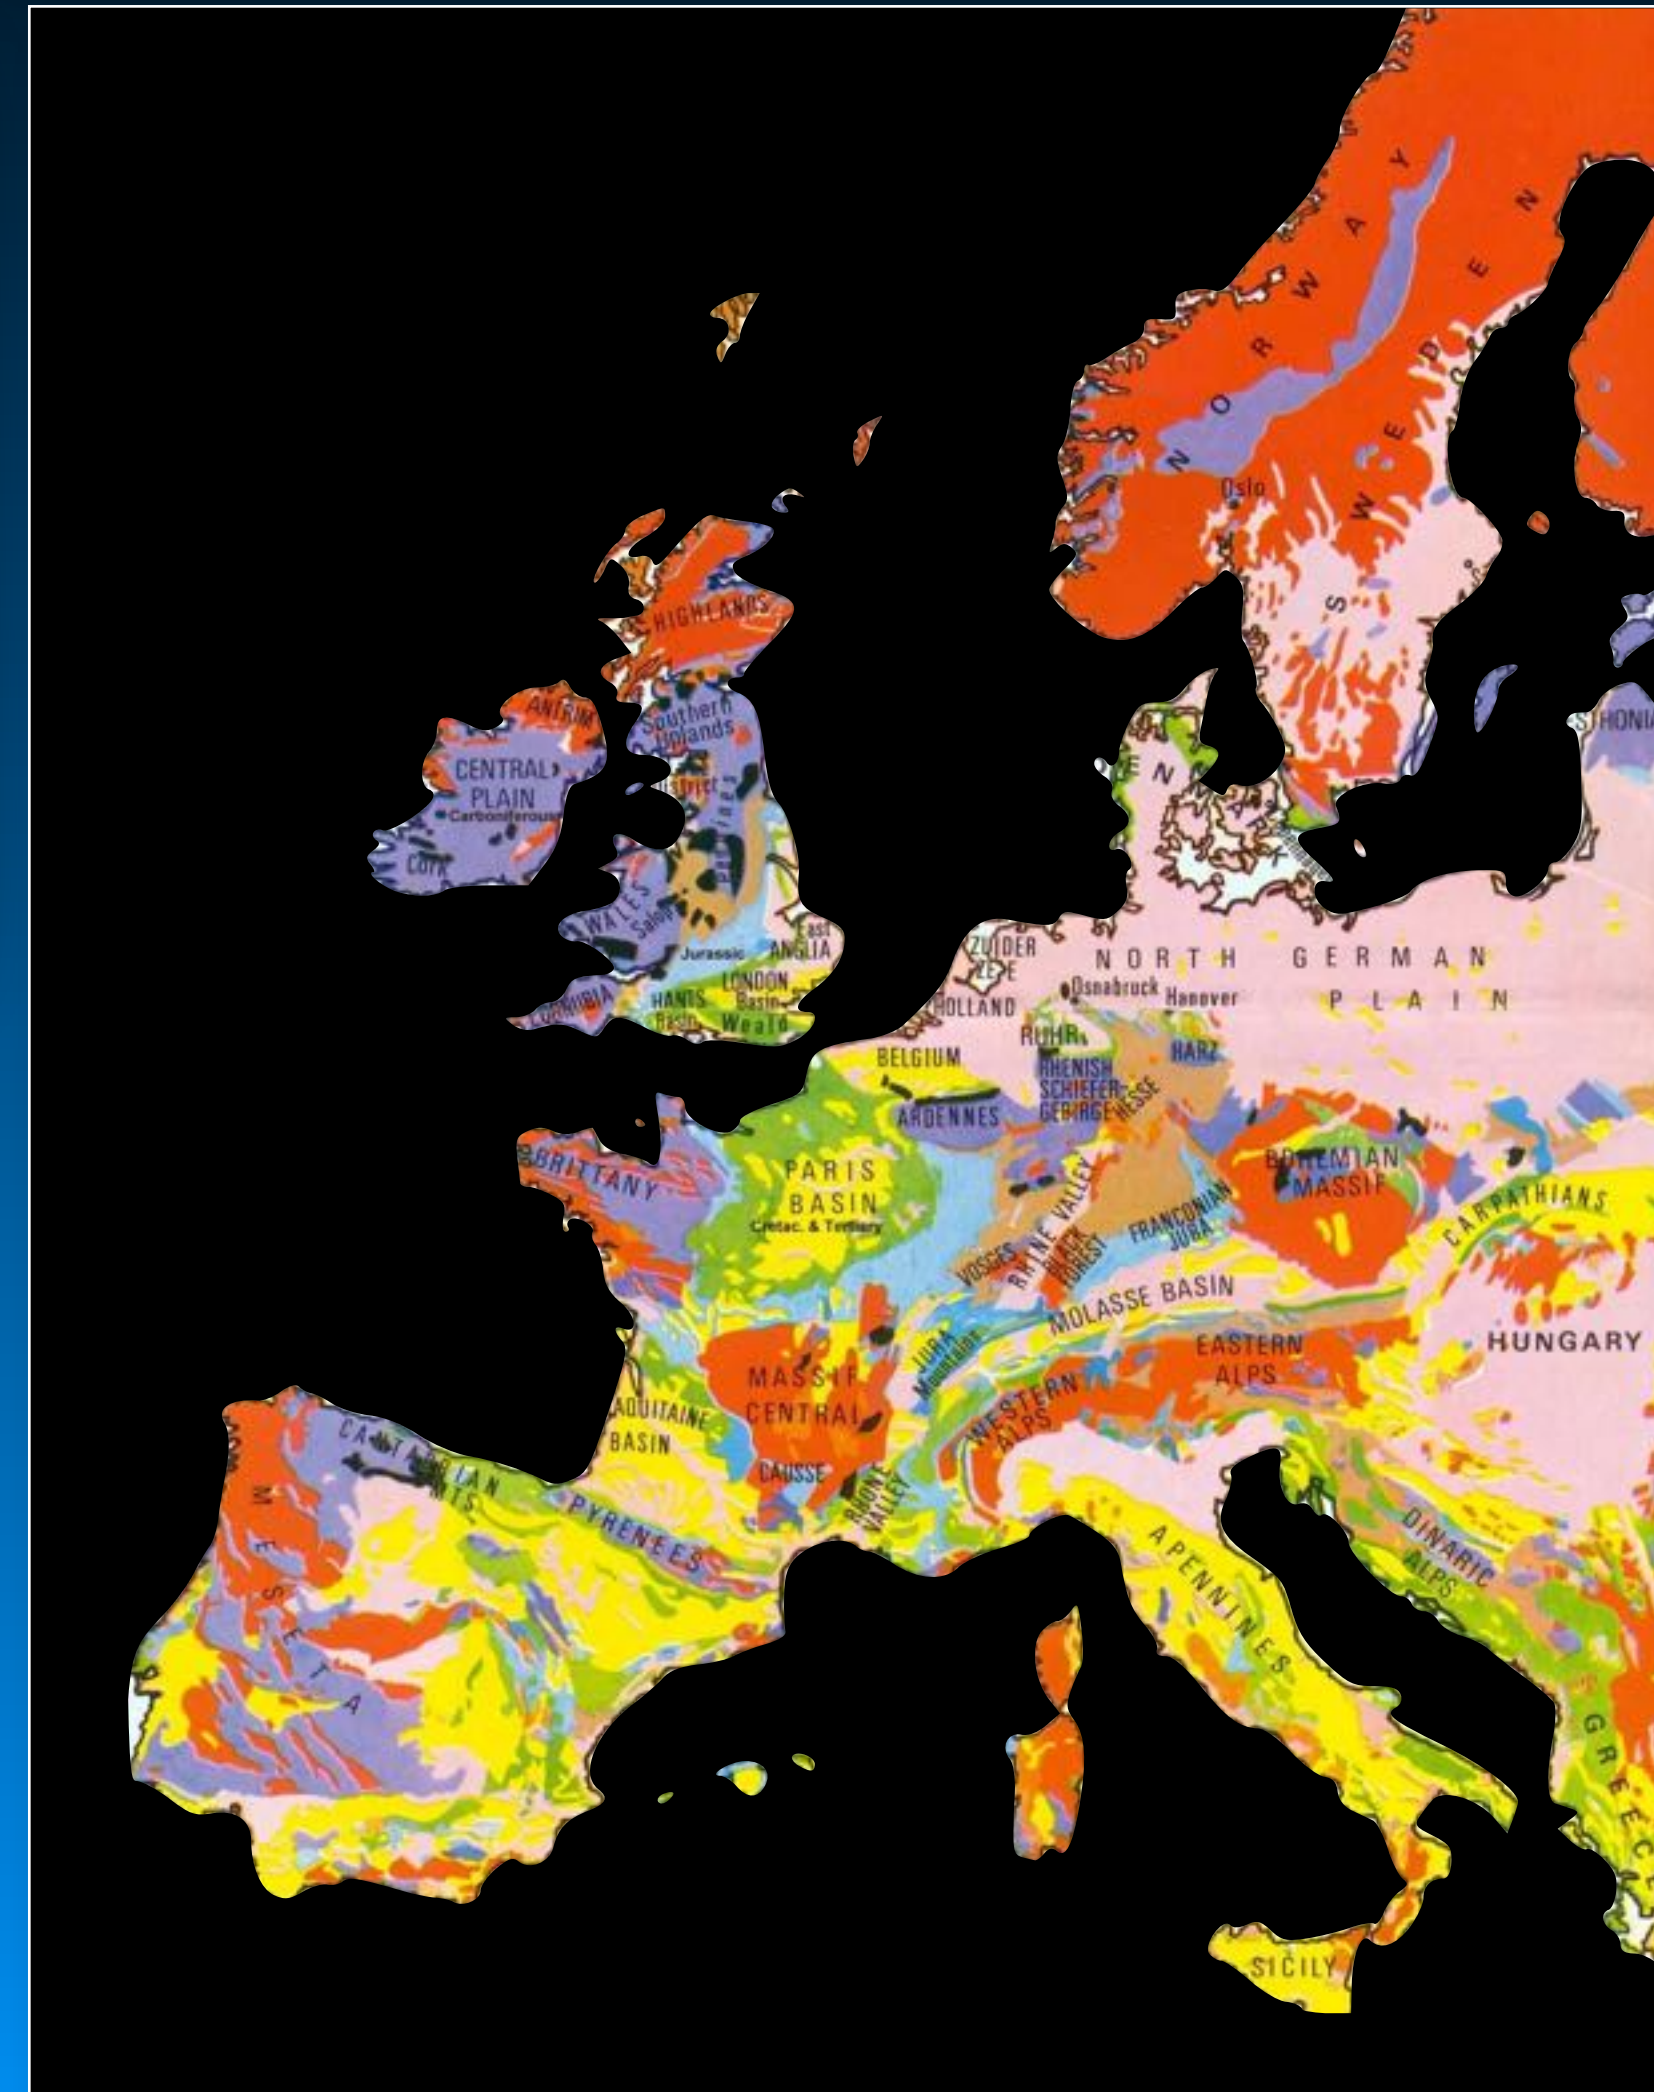 NORWAY
SWEDEN
Oslo
HIGHLANDS
ANTRIM
Southern
Uplands
CENTRAL
PLAIN
Carboniferous
Cork
District
Pennines
WALES
Salop
Jurassic
East
ANGLIA
LONDON
Basin
HANTS
Basin
Weald
CORNUBIA
STHONIA
ZUIDER
ZEE
HOLLAND
NORTH GERMAN
PLAIN
Osnabruck
Hanover
RUHR
HARZ
BELGIUM
RHENISH
SCHIEFER-
GEBIRGE
HESSE
ARDENNES
BRITTANY
PARIS
BASIN
Cretac. & Tertiery
BOHEMIAN
MASSIF
CARPATHIANS
VOSGES
RHINE VALLEY
BLACK
FOREST
FRANCONIAN
JURA
MOLASSE BASIN
JURA
Mountains
EASTERN
ALPS
HUNGARY
MASSIF
CENTRAL
WESTERN
ALPS
AQUITAINE
BASIN
CAUSSE
RHONE
VALLEY
CANTABRIAN
MTS.
PYRENEES
MESETA
APENNINES
DINARIC
ALPS
GREECE
SICILY